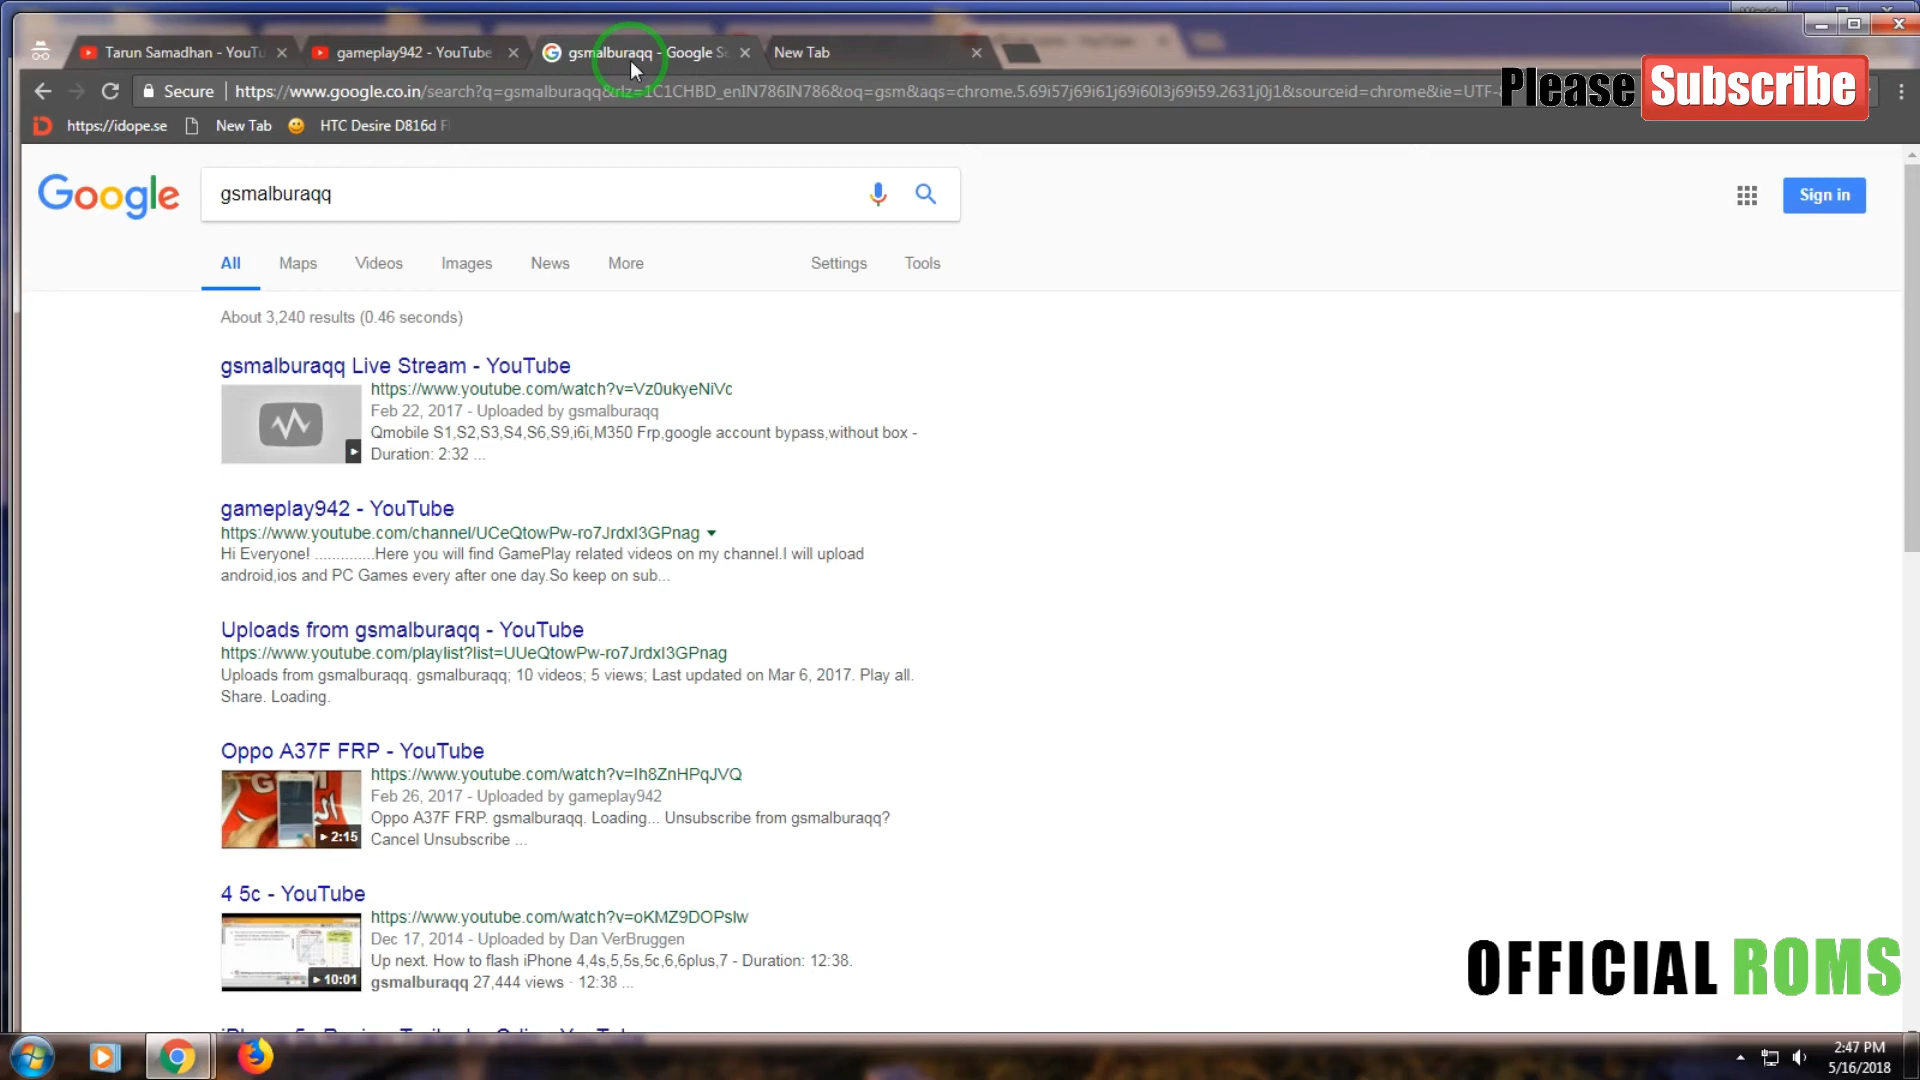 Tarun Samadhan - YouTu
gameplay942 - YouTube
gsmalburaqq - Google S
New Tab
Secure
https://www.google.co.in/search?q=gsmalburaqq&rlz=1C1CHBD_enIN786IN786&oq=gsm&aqs=chrome.5.69i57j69i61j69i60l3j69i59.2631j0j1&sourceid=chrome&ie=UTF-
Please Subscribe
https://idope.se
New Tab
HTC Desire D816d F
Google
gsmalburaqq
Sign in
All
Maps
Videos
Images
News
More
Settings
Tools
About 3,240 results (0.46 seconds)
gsmalburaqq Live Stream - YouTube
https://www.youtube.com/watch?v=Vz0ukyeNiVc
Feb 22, 2017 - Uploaded by gsmalburaqq
Qmobile S1,S2,S3,S4,S6,S9,i6i,M350 Frp,google account bypass,without box -
Duration: 2:32 ...
gameplay942 - YouTube
https://www.youtube.com/channel/UCeQtowPw-ro7JrdxI3GPnag
Hi Everyone! .............Here you will find GamePlay related videos on my channel.I will upload
android,ios and PC Games every after one day.So keep on sub...
Uploads from gsmalburaqq - YouTube
https://www.youtube.com/playlist?list=UUeQtowPw-ro7JrdxI3GPnag
Uploads from gsmalburaqq. gsmalburaqq; 10 videos; 5 views; Last updated on Mar 6, 2017. Play all.
Share. Loading.
Oppo A37F FRP - YouTube
https://www.youtube.com/watch?v=Ih8ZnHPqJVQ
Feb 26, 2017 - Uploaded by gameplay942
Oppo A37F FRP. gsmalburaqq. Loading... Unsubscribe from gsmalburaqq?
Cancel Unsubscribe ...
2:15
4 5c - YouTube
https://www.youtube.com/watch?v=oKMZ9DOPslw
Dec 17, 2014 - Uploaded by Dan VerBruggen
Up next. How to flash iPhone 4,4s,5,5s,5c,6,6plus,7 - Duration: 12:38.
gsmalburaqq 27,444 views · 12:38 ...
10:01
OFFICIAL ROMS
2:47 PM
5/16/2018